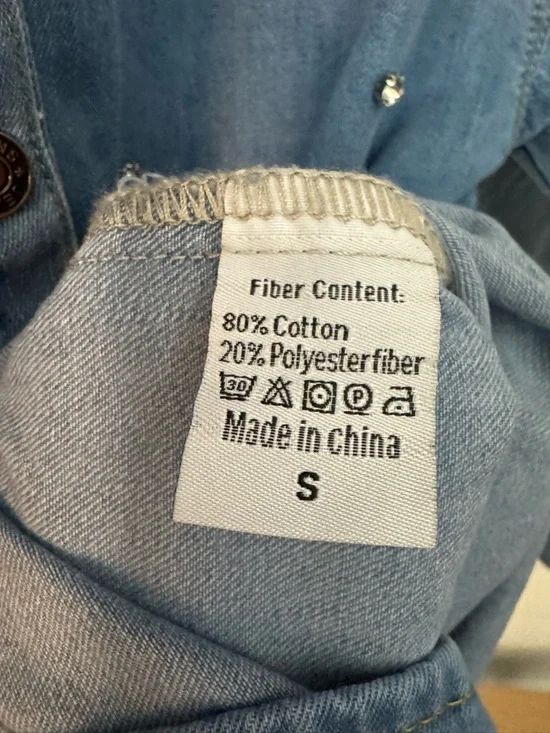 Fiber Content:
80% Cotton
20% Polyesterfiber
30 P
Made in china
S